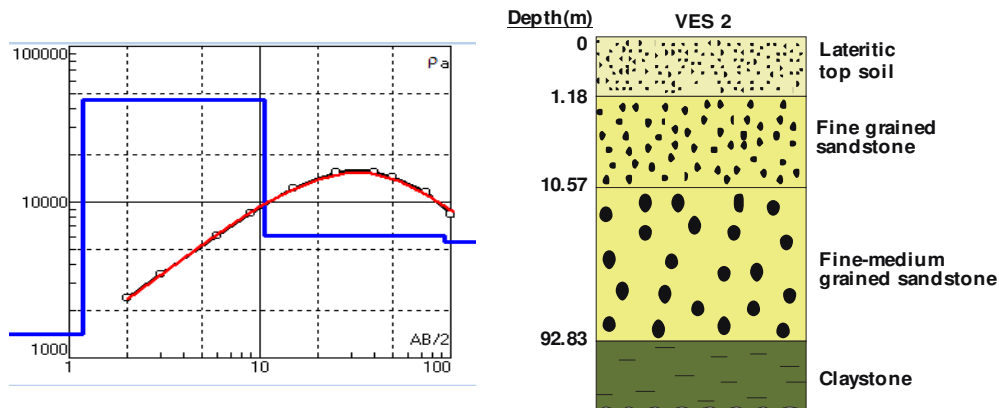 100000
10000
1000
Pa
AB/2
1
10
100
Depth(m)
VES 2
0
Lateritic
top soil
1.18
Fine grained
sandstone
10.57
Fine-medium
grained sandstone
92.83
Claystone